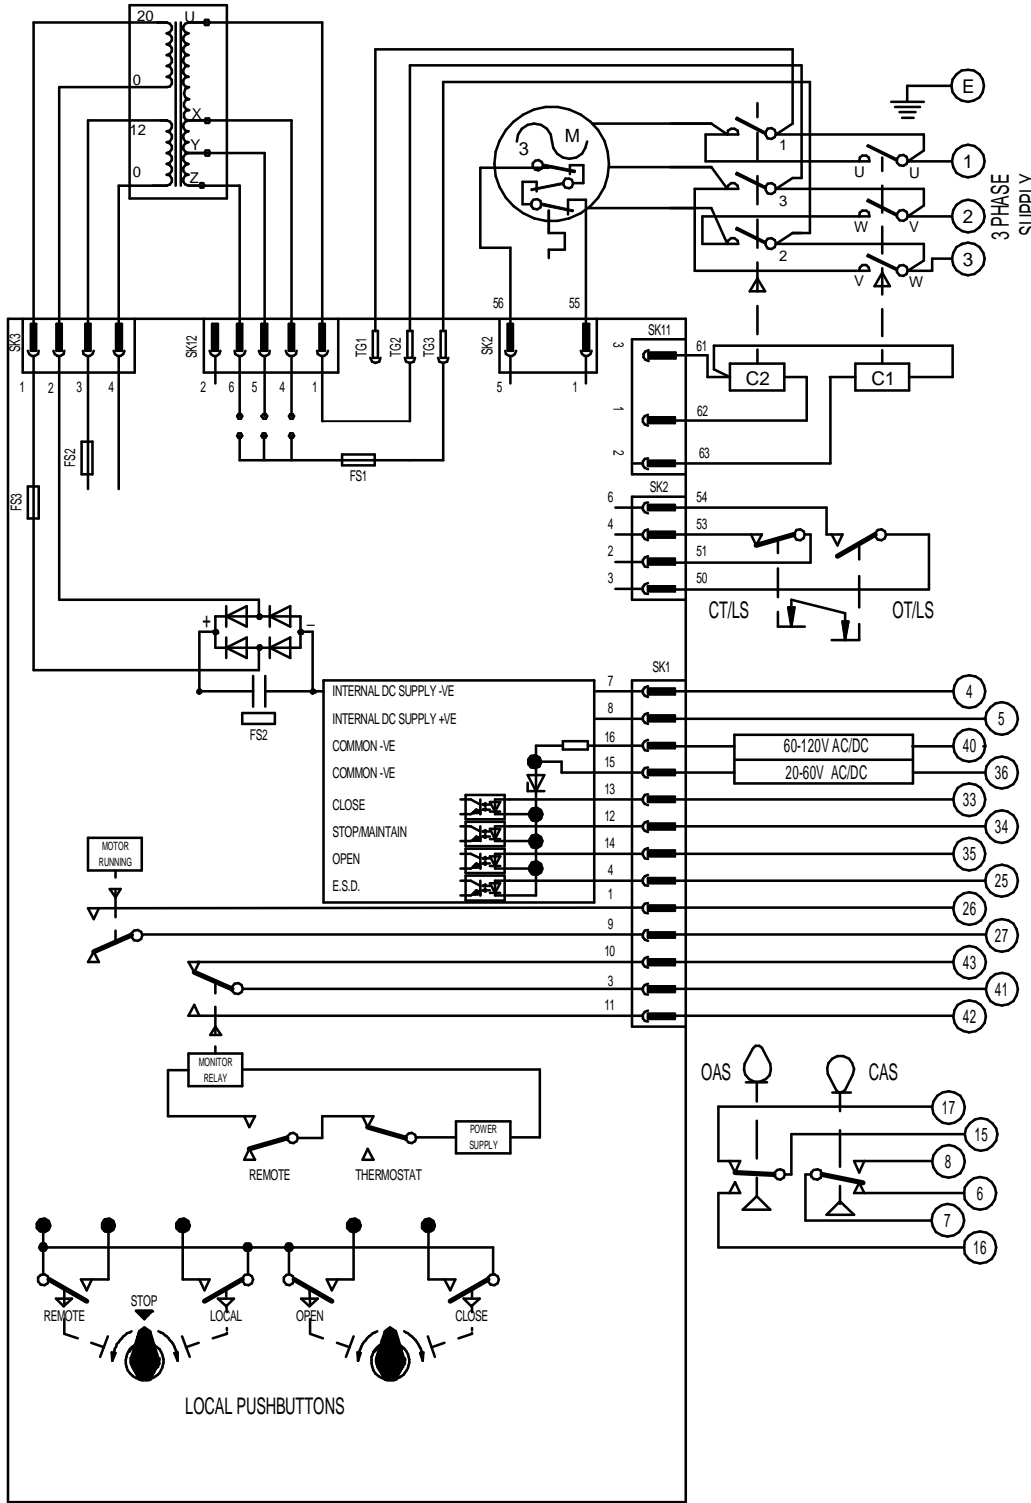 20
U
0
X
12
Y
0
Z
3
M
E
1
U
U
1
3 PHASE
SUPPLY
3
W
V
2
2
V
W
3
56
55
SK3
SK12
TG1
TG2
TG3
SK2
SK11
1
2
3
4
2
6
5
4
1
5
1
3
61
C2
C1
1
62
2
63
FS2
FS1
FS3
SK2
6
54
4
53
2
51
3
50
CT/LS
OT/LS
+
–
FS2
SK1
INTERNAL DC SUPPLY -VE
7
4
INTERNAL DC SUPPLY +VE
8
5
COMMON -VE
16
60-120V AC/DC
40
COMMON -VE
15
20-60V AC/DC
36
CLOSE
13
33
STOP/MAINTAIN
12
34
OPEN
14
35
E.S.D.
4
25
MOTOR
RUNNING
1
26
9
27
10
43
3
41
11
42
MONITOR
RELAY
REMOTE
THERMOSTAT
POWER
SUPPLY
OAS
CAS
17
15
8
6
7
16
REMOTE
STOP
LOCAL
OPEN
CLOSE
LOCAL PUSHBUTTONS